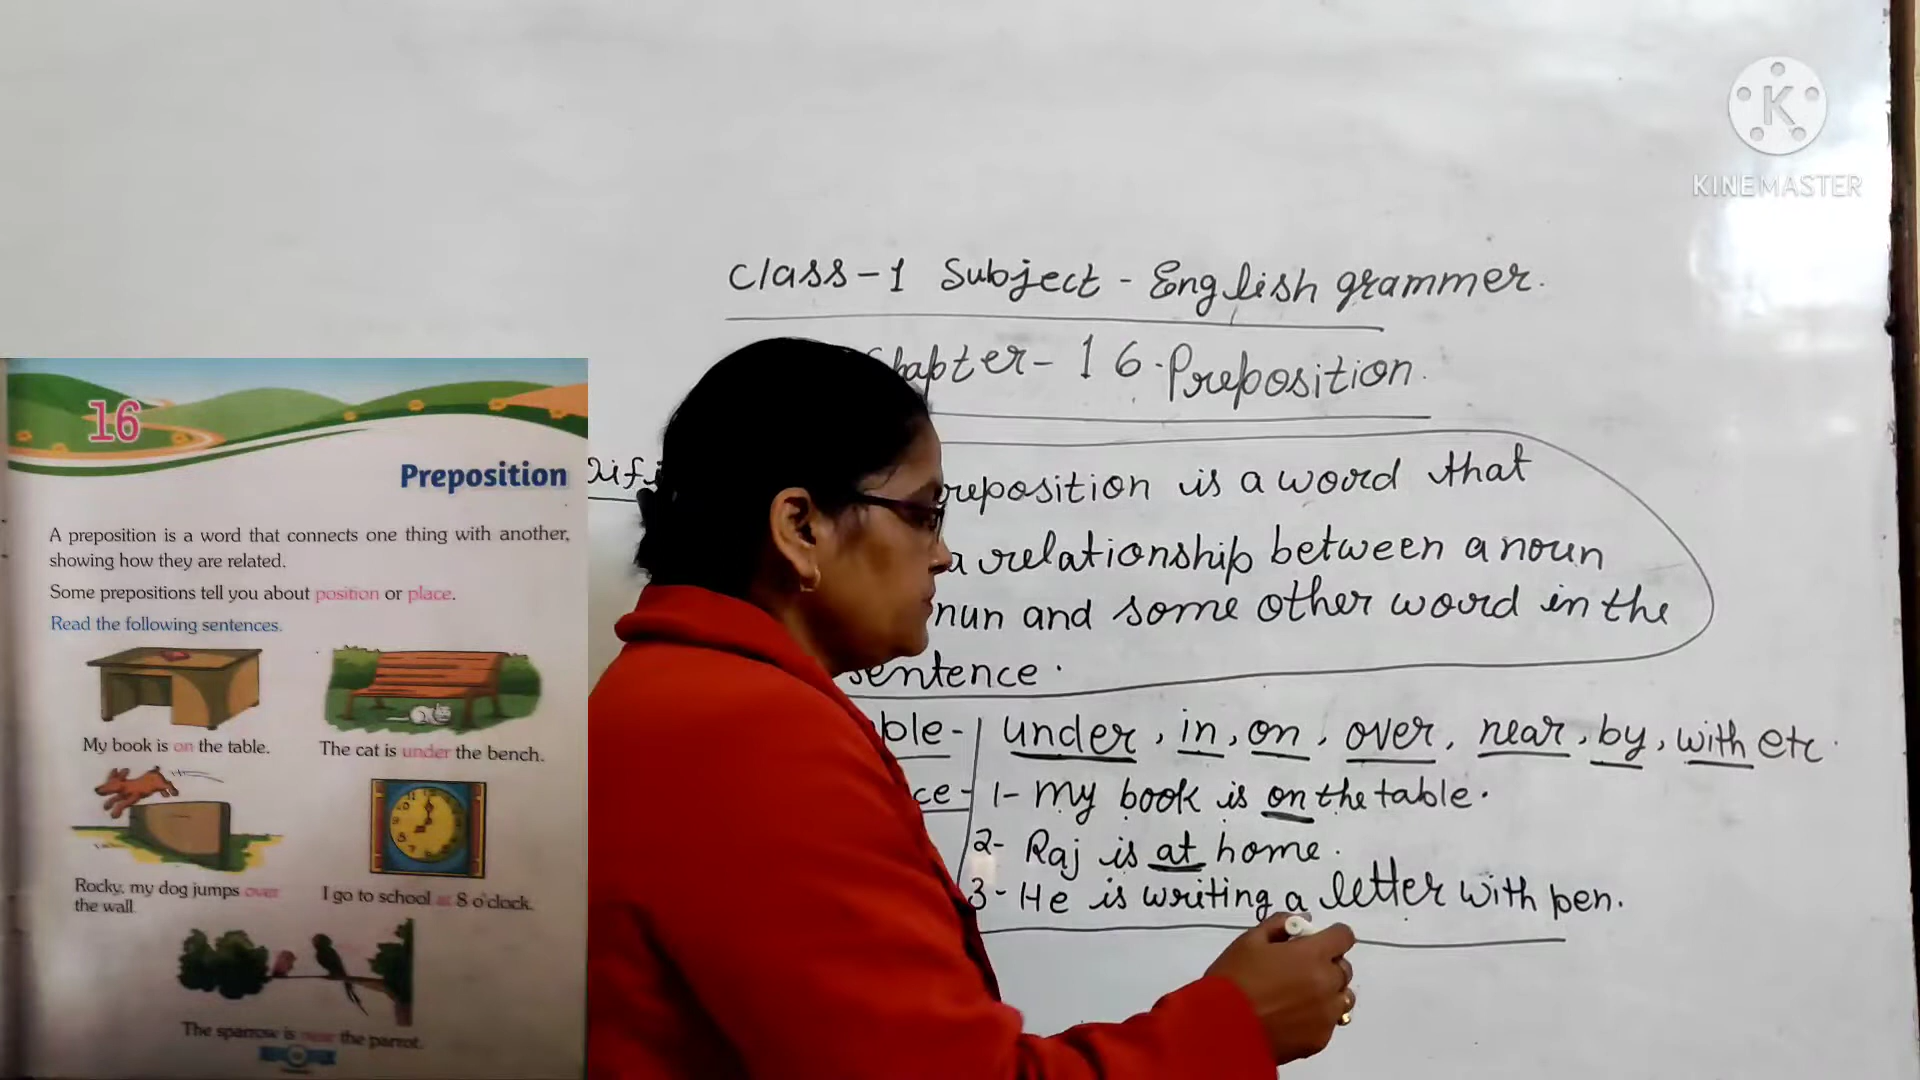 KINEMASTER
Class-1 Subject - English grammer.
Chapter-16. Preposition.
preposition is a word that
a relationship between a noun
and some other word in the
sentence.
under, in, on, over, near, by, with etc.
1- My book is on the table.
2- Raj is at home.
3- He is writing a letter with pen.
16
Preposition
A preposition is a word that connects one thing with another,
showing how they are related.
Some prepositions tell you about position or place.
Read the following sentences.
My book is on the table.
The cat is under the bench.
Rocky, my dog jumps over
the wall.
I go to school at 8 o'clock.
The sparrow is near the parrot.